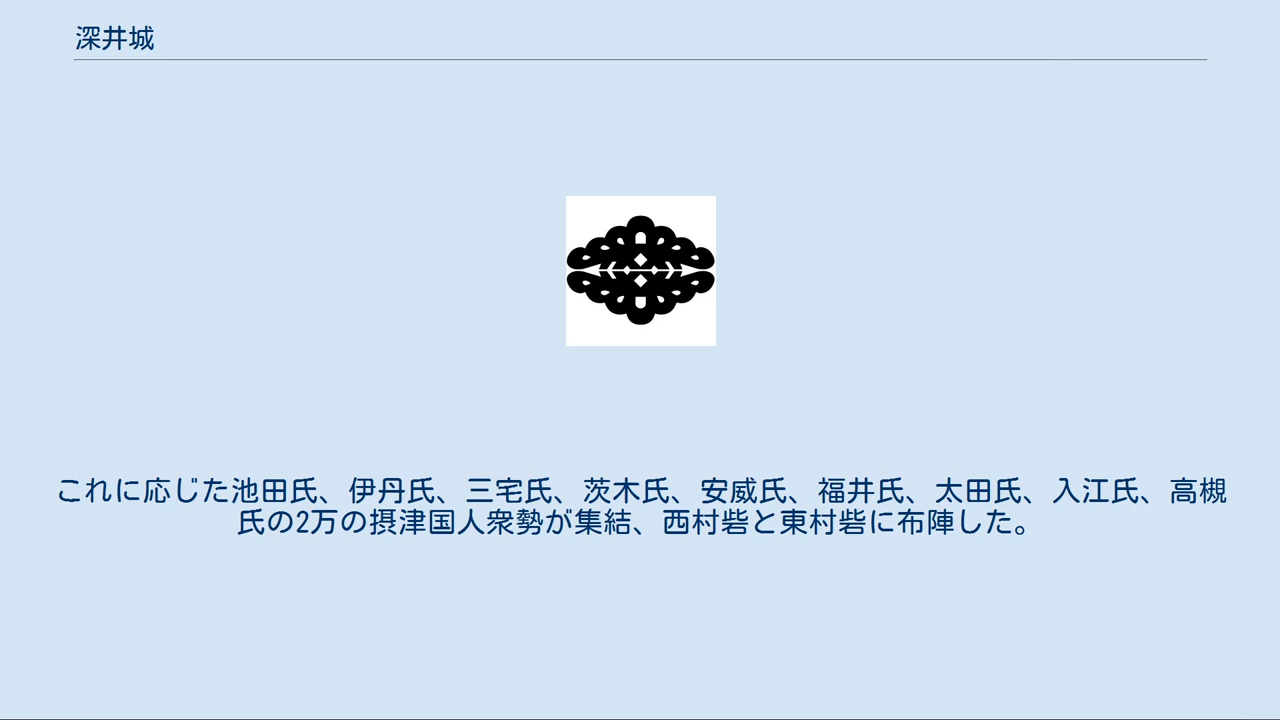 深井城
これに応じた池田氏、伊丹氏、三宅氏、茨木氏、安威氏、福井氏、太田氏、入江氏、高槻
氏の2万の摂津国人衆勢が集結、西村砦と東村砦に布陣した。